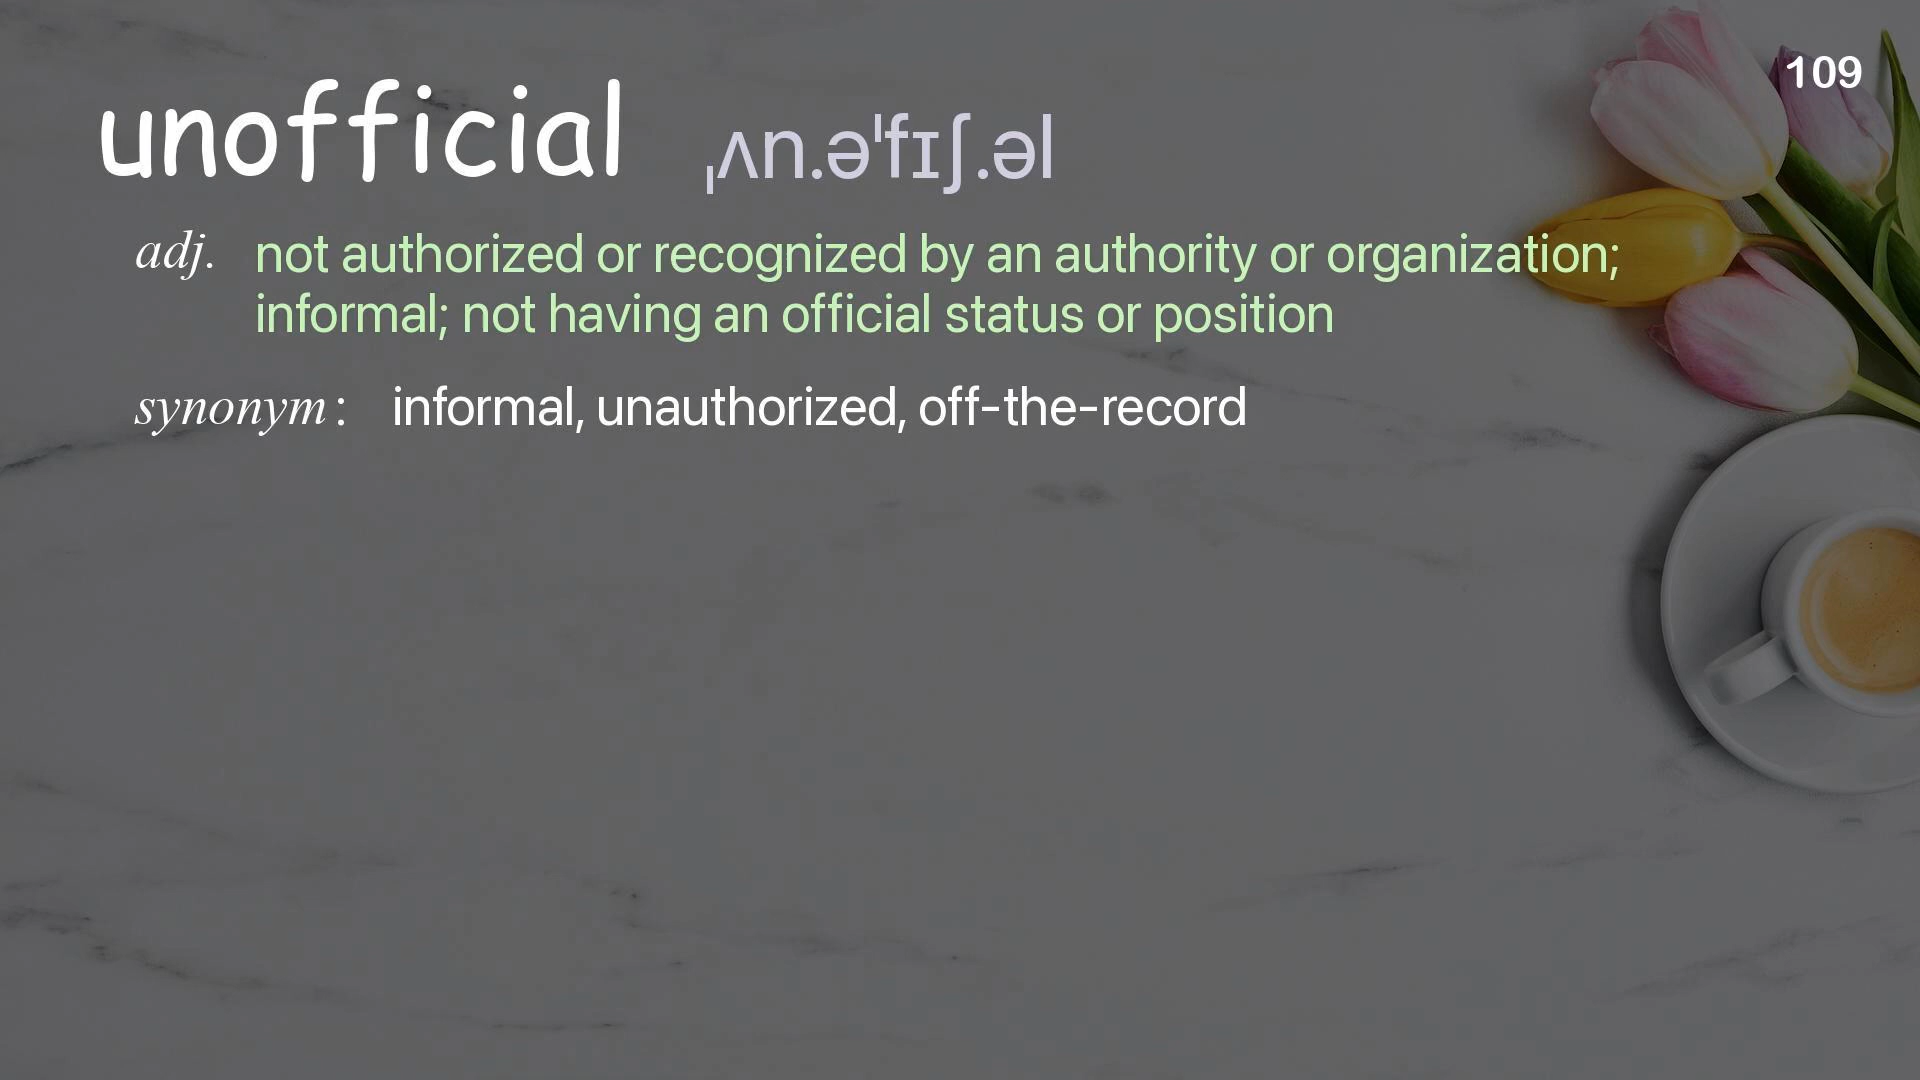 109
unofficial ˌʌn.əˈfɪʃ.əl
adj. not authorized or recognized by an authority or organization;
informal; not having an official status or position
synonym: informal, unauthorized, off-the-record